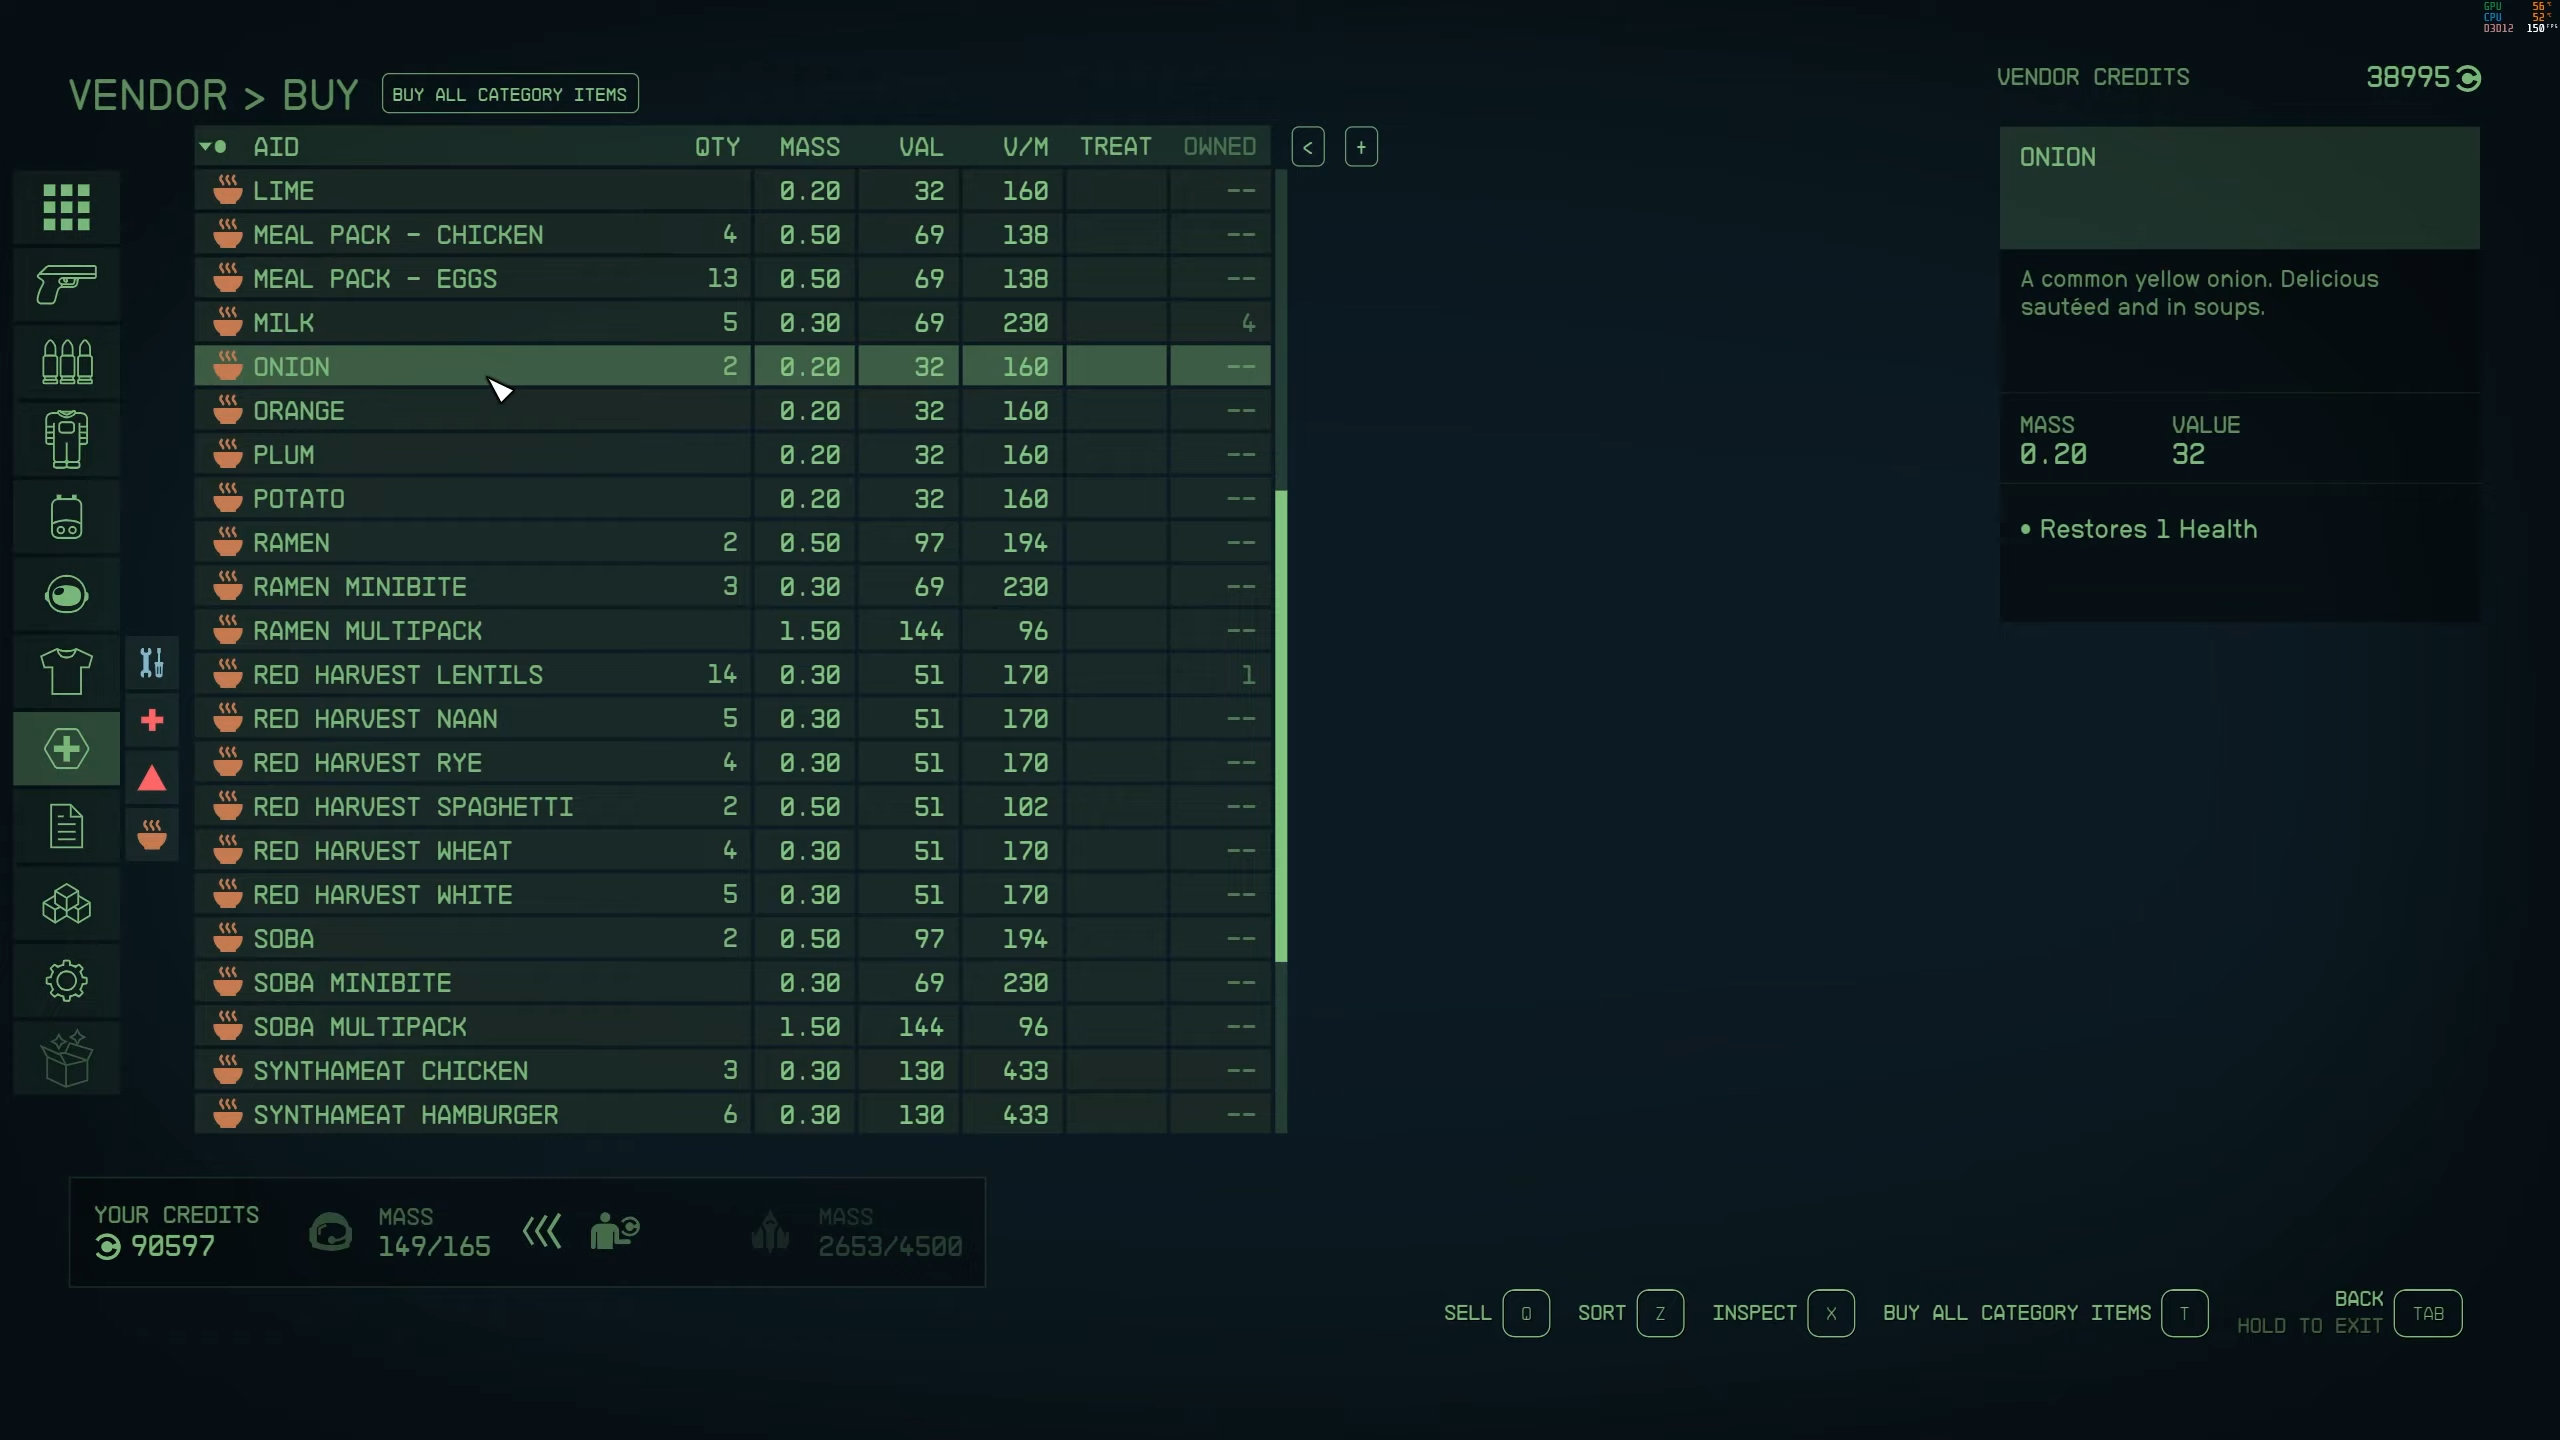 GPU 56°C
CPU 52°C
D3D12 150 FPS
VENDOR > BUY BUY ALL CATEGORY ITEMS
VENDOR CREDITS 38995
AID QTY MASS VAL V/M TREAT OWNED < +
LIME 0.20 32 160 --
MEAL PACK - CHICKEN 4 0.50 69 138 --
MEAL PACK - EGGS 13 0.50 69 138 --
MILK 5 0.30 69 230 4
ONION 2 0.20 32 160 --
ORANGE 0.20 32 160 --
PLUM 0.20 32 160 --
POTATO 0.20 32 160 --
RAMEN 2 0.50 97 194 --
RAMEN MINIBITE 3 0.30 69 230 --
RAMEN MULTIPACK 1.50 144 96 --
RED HARVEST LENTILS 14 0.30 51 170 1
RED HARVEST NAAN 5 0.30 51 170 --
RED HARVEST RYE 4 0.30 51 170 --
RED HARVEST SPAGHETTI 2 0.50 51 102 --
RED HARVEST WHEAT 4 0.30 51 170 --
RED HARVEST WHITE 5 0.30 51 170 --
SOBA 2 0.50 97 194 --
SOBA MINIBITE 0.30 69 230 --
SOBA MULTIPACK 1.50 144 96 --
SYNTHAMEAT CHICKEN 3 0.30 130 433 --
SYNTHAMEAT HAMBURGER 6 0.30 130 433 --
ONION
A common yellow onion. Delicious
sautéed and in soups.
MASS VALUE
0.20 32
• Restores 1 Health
YOUR CREDITS MASS MASS
90597 149/165 2653/4500
SELL Q SORT Z INSPECT X BUY ALL CATEGORY ITEMS T BACK TAB
HOLD TO EXIT